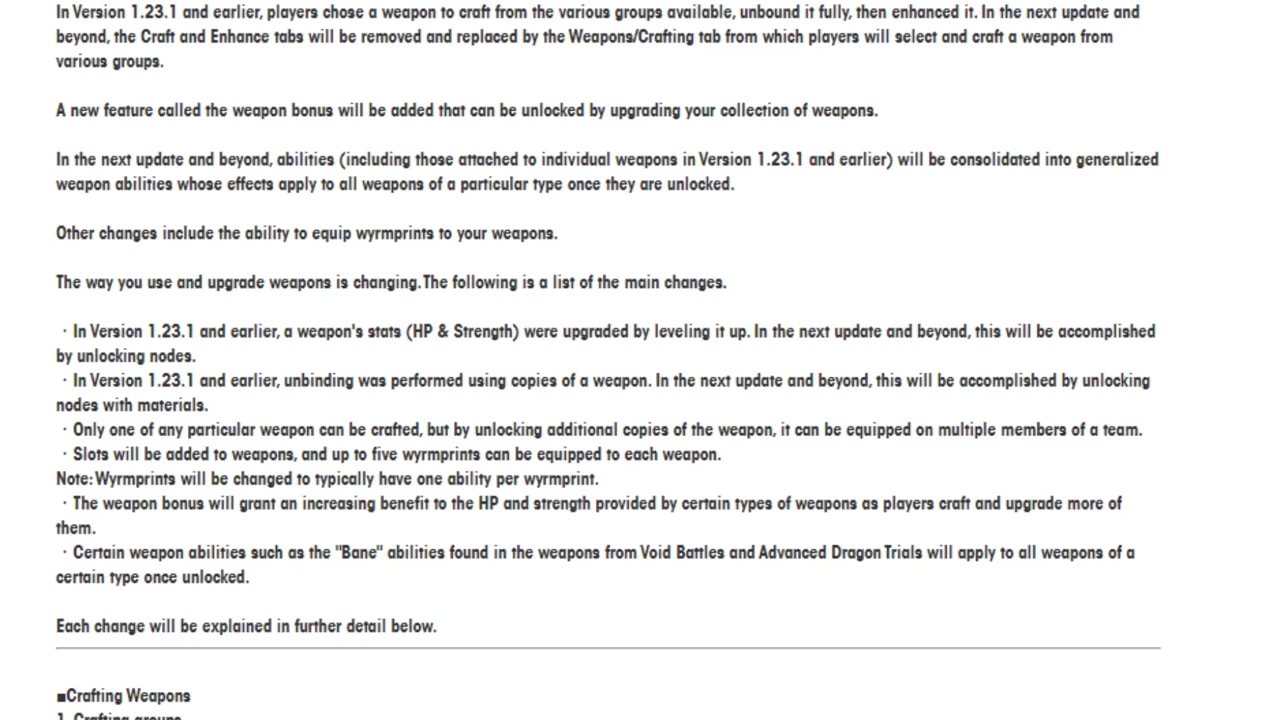 In Version 1.23.1 and earlier, players chose a weapon to craft from the various groups available, unbound it fully, then enhanced it. In the next update and
beyond, the Craft and Enhance tabs will be removed and replaced by the Weapons/Crafting tab from which players will select and craft a weapon from
various groups.
A new feature called the weapon bonus will be added that can be unlocked by upgrading your collection of weapons.
In the next update and beyond, abilities (including those attached to individual weapons in Version 1.23.1 and earlier) will be consolidated into generalized
weapon abilities whose effects apply to all weapons of a particular type once they are unlocked.
Other changes include the ability to equip wyrmprints to your weapons.
The way you use and upgrade weapons is changing. The following is a list of the main changes.
・In Version 1.23.1 and earlier, a weapon's stats (HP & Strength) were upgraded by leveling it up. In the next update and beyond, this will be accomplished
by unlocking nodes.
・In Version 1.23.1 and earlier, unbinding was performed using copies of a weapon. In the next update and beyond, this will be accomplished by unlocking
nodes with materials.
・Only one of any particular weapon can be crafted, but by unlocking additional copies of the weapon, it can be equipped on multiple members of a team.
・Slots will be added to weapons, and up to five wyrmprints can be equipped to each weapon.
Note: Wyrmprints will be changed to typically have one ability per wyrmprint.
・The weapon bonus will grant an increasing benefit to the HP and strength provided by certain types of weapons as players craft and upgrade more of
them.
・Certain weapon abilities such as the "Bane" abilities found in the weapons from Void Battles and Advanced Dragon Trials will apply to all weapons of a
certain type once unlocked.
Each change will be explained in further detail below.
■Crafting Weapons
1. Crafting groups